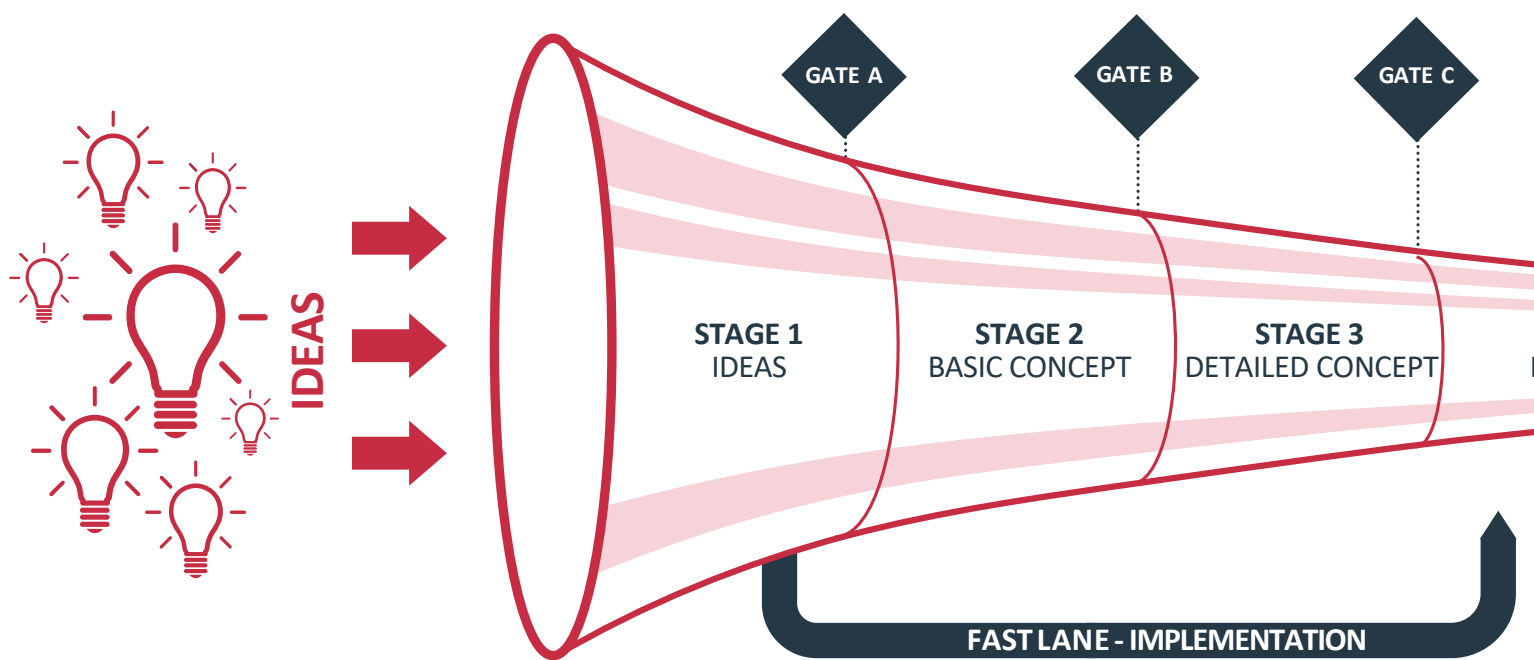 GATE A
GATE B
GATE C
IDEAS
STAGE 1
IDEAS
STAGE 2
BASIC CONCEPT
STAGE 3
DETAILED CONCEPT
FAST LANE - IMPLEMENTATION